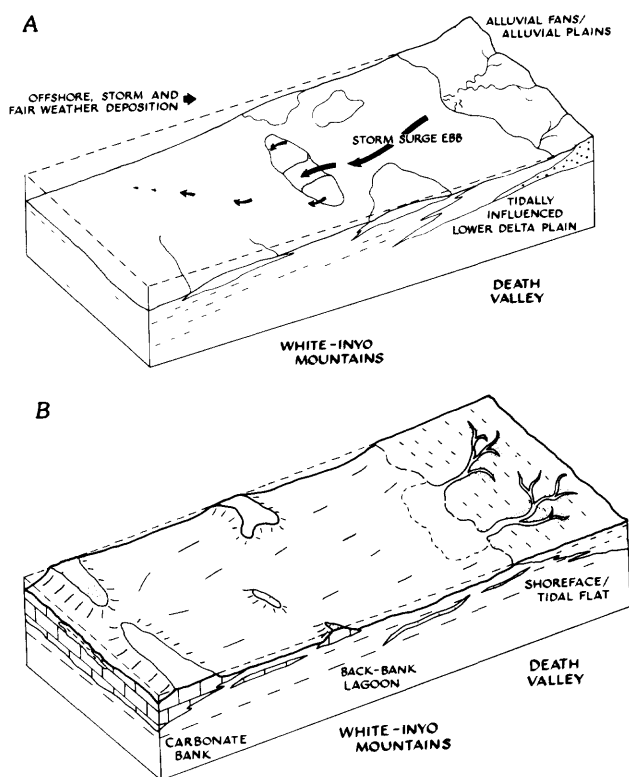 A
ALLUVIAL FANS/
ALLUVIAL PLAINS
OFFSHORE, STORM AND
FAIR WEATHER DEPOSITION
STORM SURGE EBB
TIDALLY
INFLUENCED
LOWER DELTA PLAIN
DEATH
VALLEY
WHITE-INYO
MOUNTAINS
B
SHOREFACE/
TIDAL FLAT
BACK-BANK
LAGOON
DEATH
VALLEY
CARBONATE
BANK
WHITE-INYO
MOUNTAINS